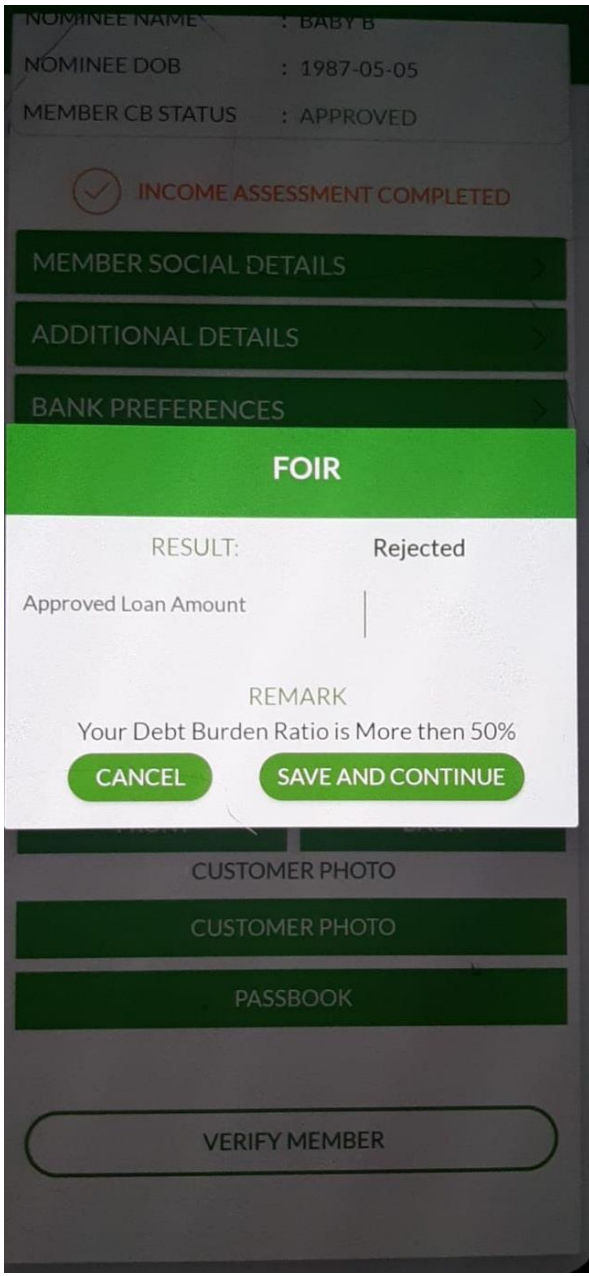 NOMINEE NAME : BABY B
NOMINEE DOB : 1987-05-05
MEMBER CB STATUS : APPROVED
INCOME ASSESSMENT COMPLETED
MEMBER SOCIAL DETAILS
ADDITIONAL DETAILS
BANK PREFERENCES
FOIR
RESULT: Rejected
Approved Loan Amount
REMARK
Your Debt Burden Ratio is More then 50%
CANCEL SAVE AND CONTINUE
FRONT BACK
CUSTOMER PHOTO
CUSTOMER PHOTO
PASSBOOK
VERIFY MEMBER